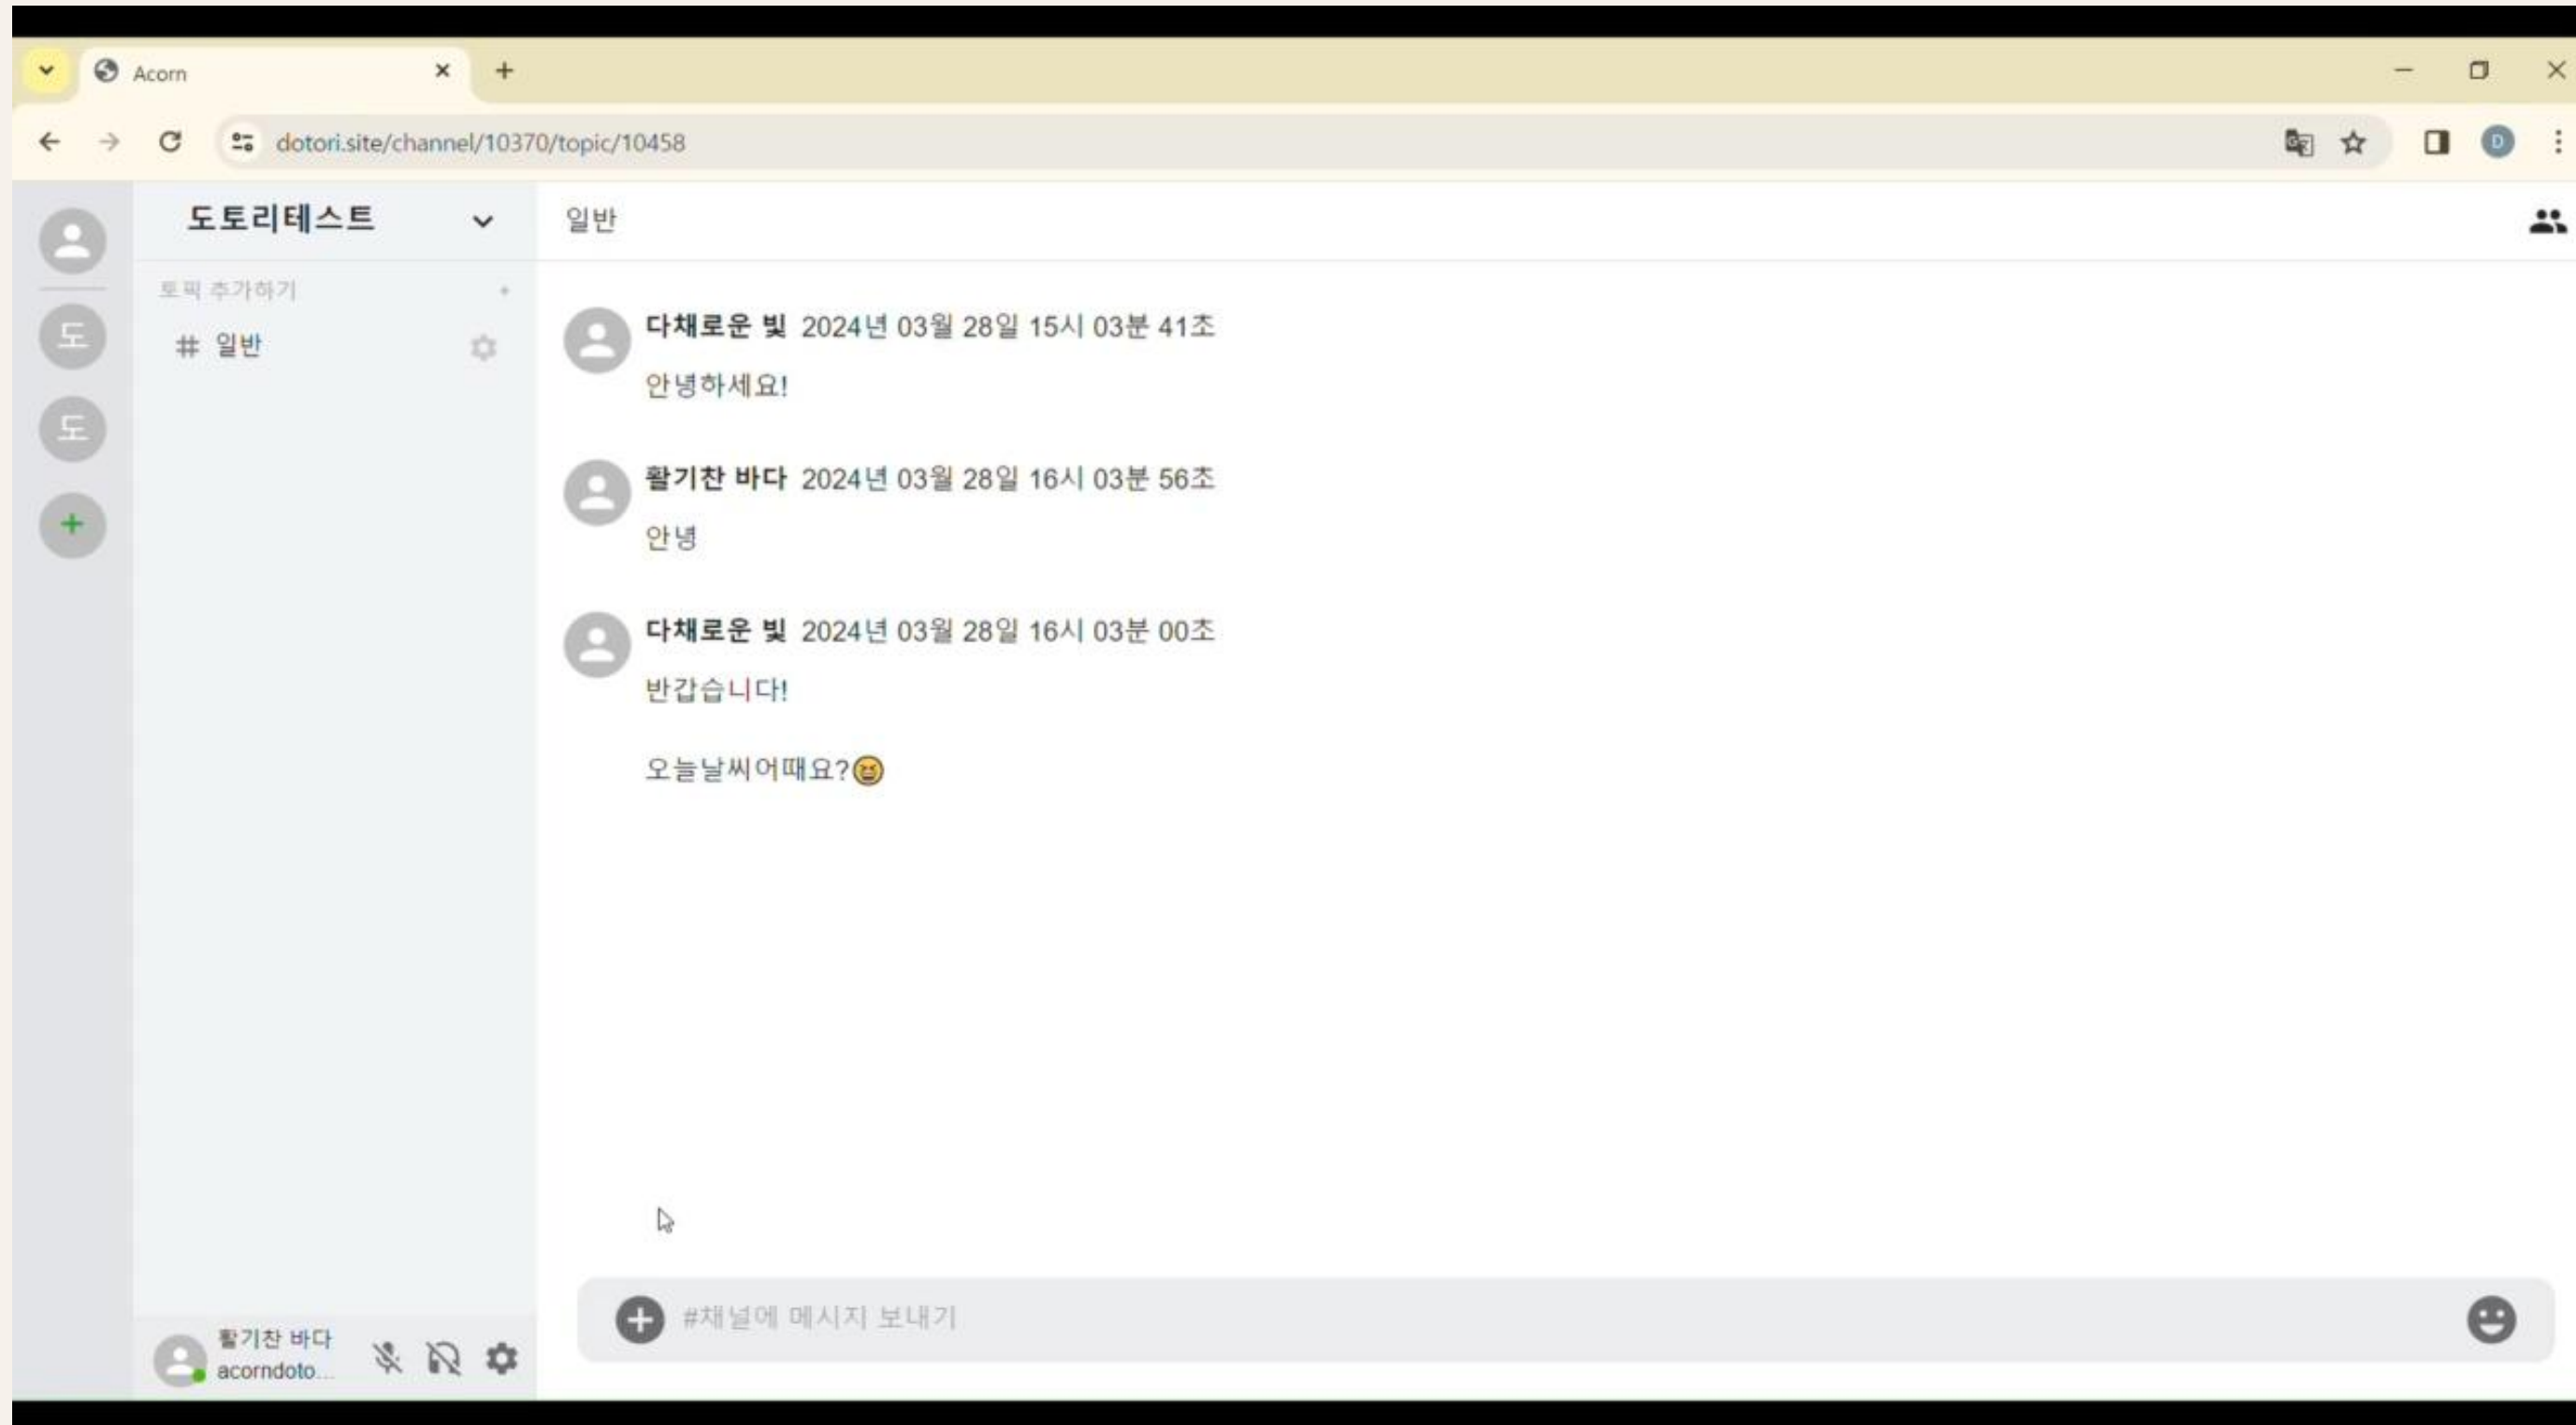 Acorn
dotori.site/channel/10370/topic/10458
D
도토리테스트
일반
토픽 추가하기 +
# 일반
도
도
다채로운 빛 2024년 03월 28일 15시 03분 41초
안녕하세요!
활기찬 바다 2024년 03월 28일 16시 03분 56초
안녕
다채로운 빛 2024년 03월 28일 16시 03분 00초
반갑습니다!
오늘날씨어때요?😆
#채널에 메시지 보내기
활기찬 바다
acorndoto...